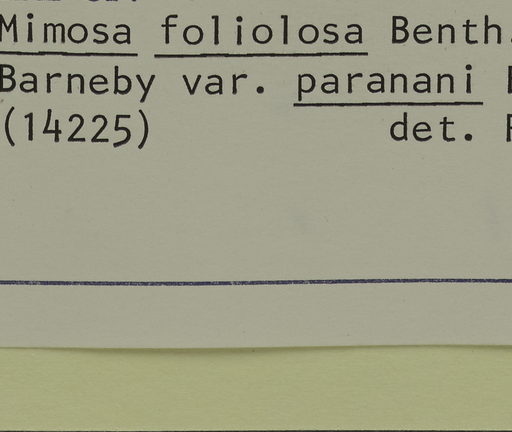 Mimosa foliolosa Benth.
Barneby var. paranani
(14225) det.